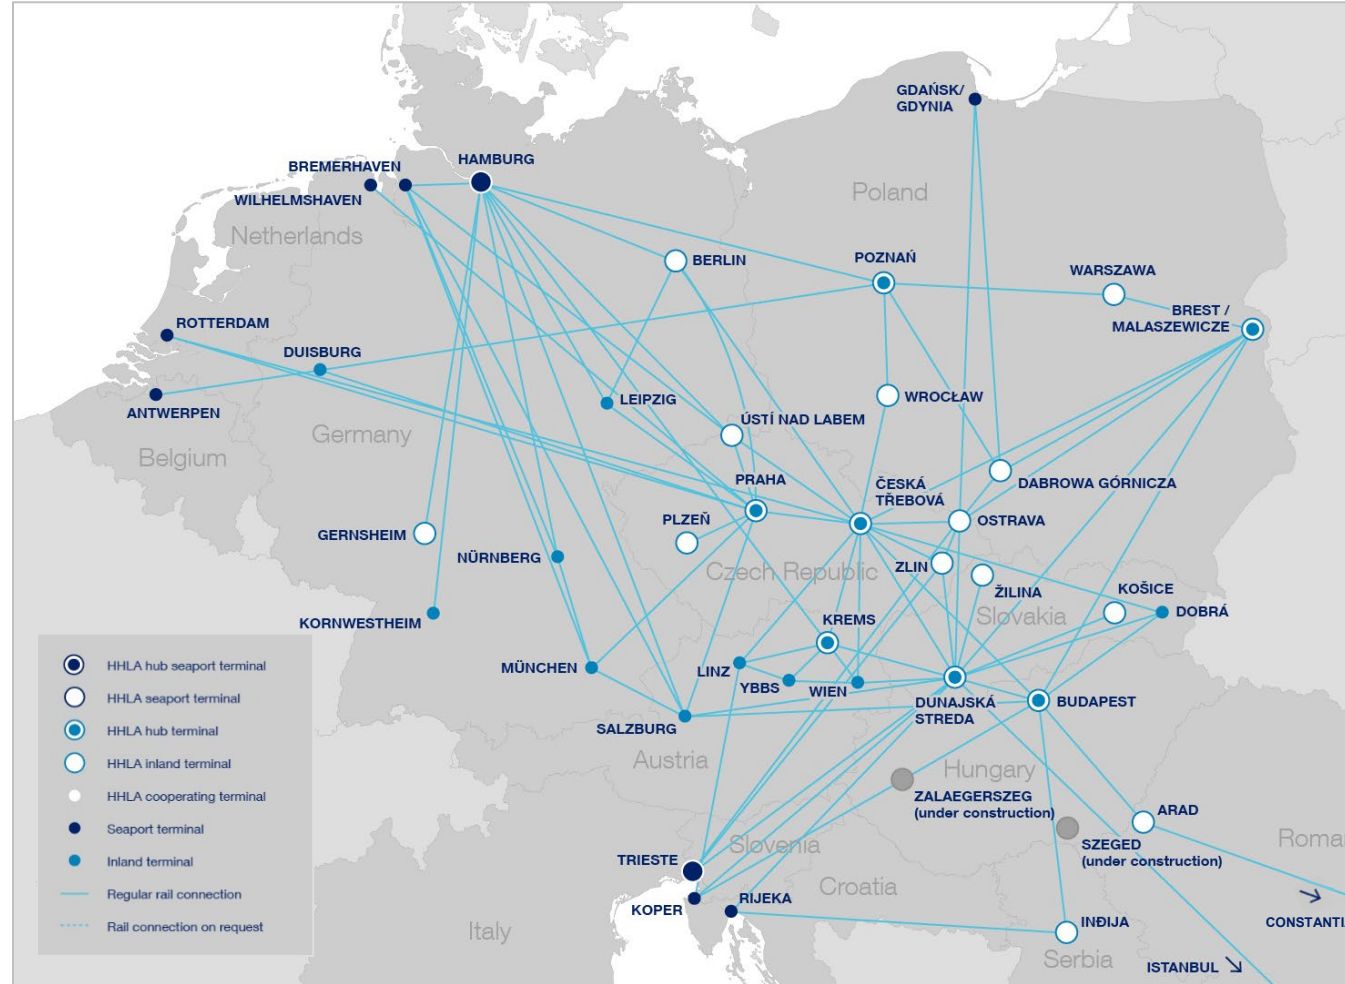 GDAŃSK/
GDYNIA
BREMERHAVEN
HAMBURG
WILHELMSHAVEN
Poland
Netherlands
BERLIN
POZNAŃ
WARSZAWA
BREST /
MALASZEWICZE
ROTTERDAM
DUISBURG
ANTWERPEN
LEIPZIG
WROCŁAW
ÚSTÍ NAD LABEM
Germany
Belgium
PRAHA
ČESKÁ
TŘEBOVÁ
DABROWA GÓRNICZA
PLZEŇ
OSTRAVA
GERNSHEIM
NÜRNBERG
Czech Republic
ZLIN
ŽILINA
KOŠICE
Slovakia
DOBRÁ
KORNWESTHEIM
KREMS
MÜNCHEN
LINZ
YBBS
WIEN
DUNAJSKÁ
STREDA
BUDAPEST
SALZBURG
Austria
Hungary
ZALAEGERSZEG
(under construction)
ARAD
SZEGED
(under construction)
Roma
Slovenia
TRIESTE
Croatia
KOPER
RIJEKA
CONSTANTI
INĐIJA
Italy
Serbia
ISTANBUL
HHLA hub seaport terminal
HHLA seaport terminal
HHLA hub terminal
HHLA inland terminal
HHLA cooperating terminal
Seaport terminal
Inland terminal
Regular rail connection
Rail connection on request